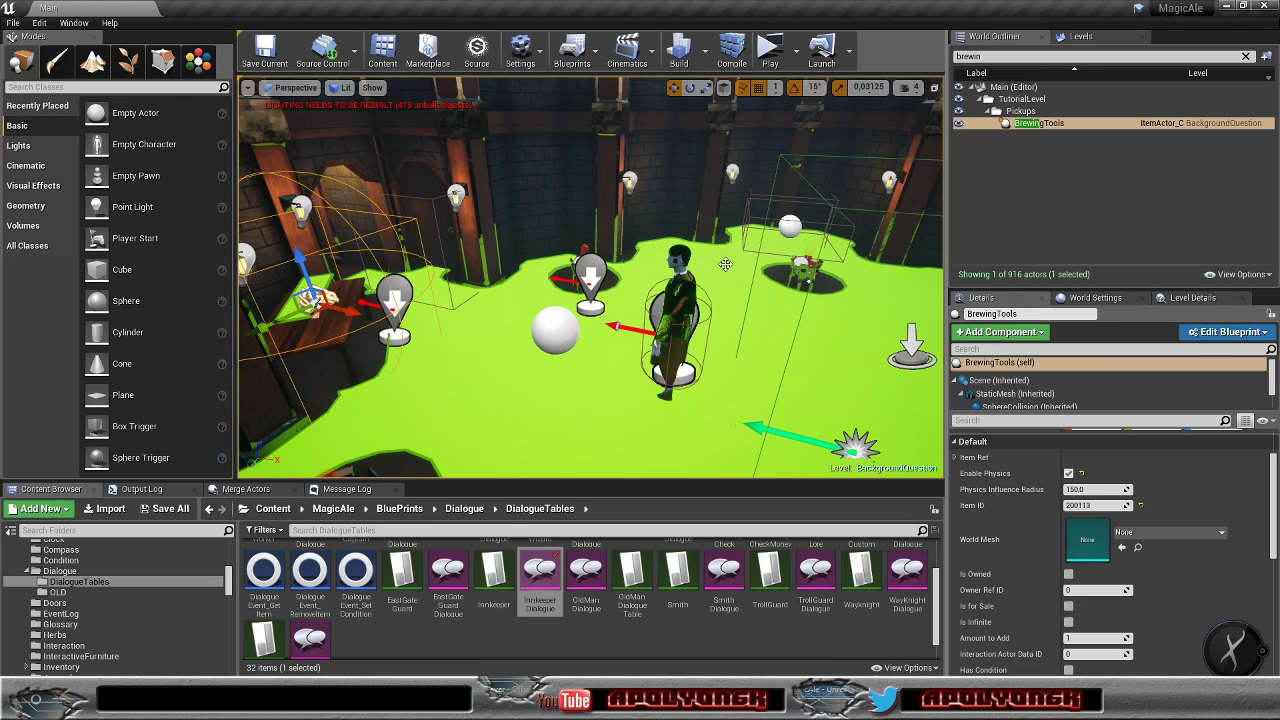 Main
MagicAle
File Edit Window Help
Modes
Search Classes
Recently Placed
Basic
Lights
Cinematic
Visual Effects
Geometry
Volumes
All Classes
Empty Actor
Empty Character
Empty Pawn
Point Light
Player Start
Cube
Sphere
Cylinder
Cone
Plane
Box Trigger
Sphere Trigger
Save Current
Source Control
Content
Marketplace
Source
Settings
Blueprints
Cinematics
Build
Compile
Play
Launch
Perspective
Lit
Show
1
15°
0,03125
4
LIGHTING NEEDS TO BE REBUILT (475 unbuilt objects)
Level: BackgroundQuestion
World Outliner
Levels
brewin
Label Level
Main (Editor)
TutorialLevel
Pickups
BrewingTools ItemActor_C BackgroundQuestion
Showing 1 of 916 actors (1 selected)
View Options
Details
World Settings
Level Details
BrewingTools
+ Add Component
Edit Blueprint
Search
BrewingTools (self)
Scene (Inherited)
StaticMesh (Inherited)
SphereCollision (Inherited)
Search
Default
Item Ref
Enable Physics
Physics Influence Radius 150,0
Item ID 200113
World Mesh None None
Is Owned
Owner Ref ID 0
Is for Sale
Is Infinite
Amount to Add 1
Interaction Actor Data ID 0
Has Condition
Content Browser
Output Log
Merge Actors
Message Log
Add New
Import
Save All
Content
MagicAle
BluePrints
Dialogue
DialogueTables
Search Folders
Filters
Search DialogueTables
Compass
Condition
Dialogue
DialogueTables
OLD
Doors
EventLog
Glossary
Herbs
Interaction
InteractiveFurniture
Inventory
Dialogue Event_Get Item
Dialogue Event_ RemoveItem
Dialogue Event_Set Condition
EastGate Guard
EastGate Guard Dialogue
Innkeeper
Innkeeper Dialogue
OldMan Dialogue
OldMan Dialogue Table
Smith
Smith Dialogue
TrollGuard
TrollGuard Dialogue
Wayknight
WayKnight Dialogue
32 items (1 selected)
View Options
YouTube
APOLYONGK
APOLYONGK